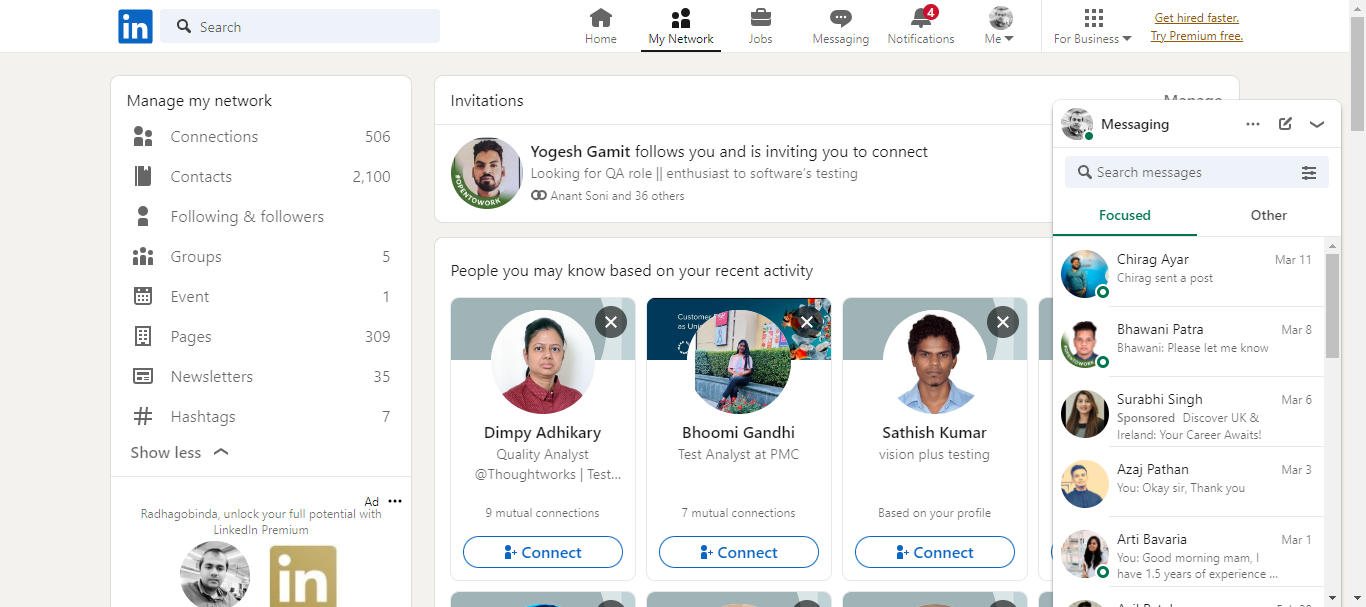 in
Search
Home
My Network
Jobs
Messaging
4
Notifications
Me
For Business
Get hired faster.
Try Premium free.
Manage my network
Connections 506
Contacts 2,100
Following & followers
Groups 5
Event 1
Pages 309
Newsletters 35
Hashtags 7
Show less
Ad
Radhagobinda, unlock your full potential with
LinkedIn Premium
in
Invitations
Manage
#OPENTOWORK
Yogesh Gamit follows you and is inviting you to connect
Looking for QA role || enthusiast to software's testing
Anant Soni and 36 others
People you may know based on your recent activity
Dimpy Adhikary
Quality Analyst
@Thoughtworks | Test...
9 mutual connections
Connect
Bhoomi Gandhi
Test Analyst at PMC
7 mutual connections
Connect
Sathish Kumar
vision plus testing
Based on your profile
Connect
Messaging
Search messages
Focused
Other
Chirag Ayar Mar 11
Chirag sent a post
Bhawani Patra Mar 8
Bhawani: Please let me know
Surabhi Singh Mar 6
Sponsored Discover UK &
Ireland: Your Career Awaits!
Azaj Pathan Mar 3
You: Okay sir, Thank you
Arti Bavaria Mar 1
You: Good morning mam, I
have 1.5 years of experience ...